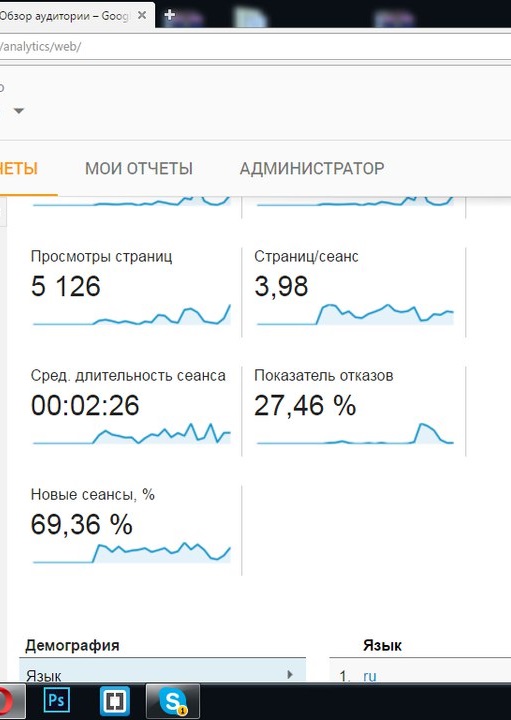 Обзор аудитории – Goog
/analytics/web/
ЧЕТЫ МОИ ОТЧЕТЫ АДМИНИСТРАТОР
Просмотры страниц Страниц/сеанс
5 126 3,98
Сред. длительность сеанса Показатель отказов
00:02:26 27,46 %
Новые сеансы, %
69,36 %
Демография Язык
Язык 1. ru
Ps S 1